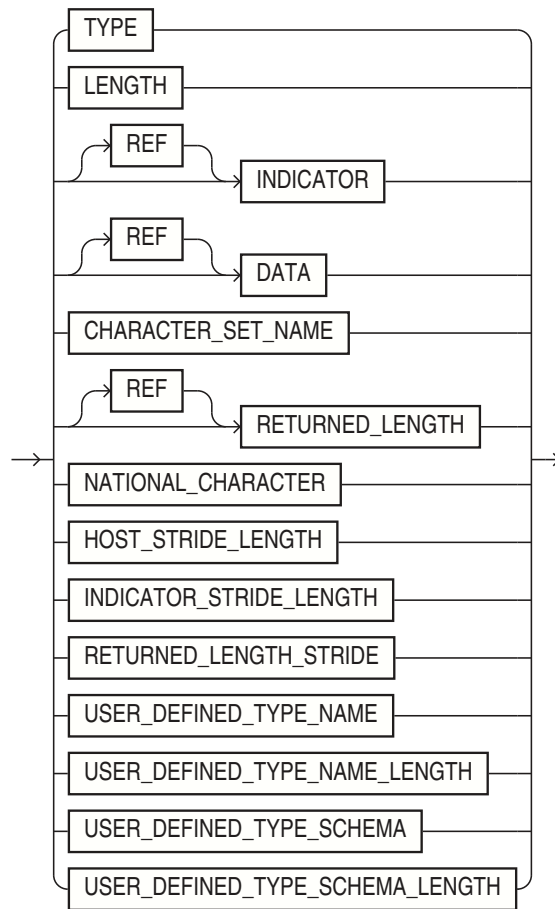 TYPE
LENGTH
REF
INDICATOR
REF
DATA
CHARACTER_SET_NAME
REF
RETURNED_LENGTH
NATIONAL_CHARACTER
HOST_STRIDE_LENGTH
INDICATOR_STRIDE_LENGTH
RETURNED_LENGTH_STRIDE
USER_DEFINED_TYPE_NAME
USER_DEFINED_TYPE_NAME_LENGTH
USER_DEFINED_TYPE_SCHEMA
USER_DEFINED_TYPE_SCHEMA_LENGTH